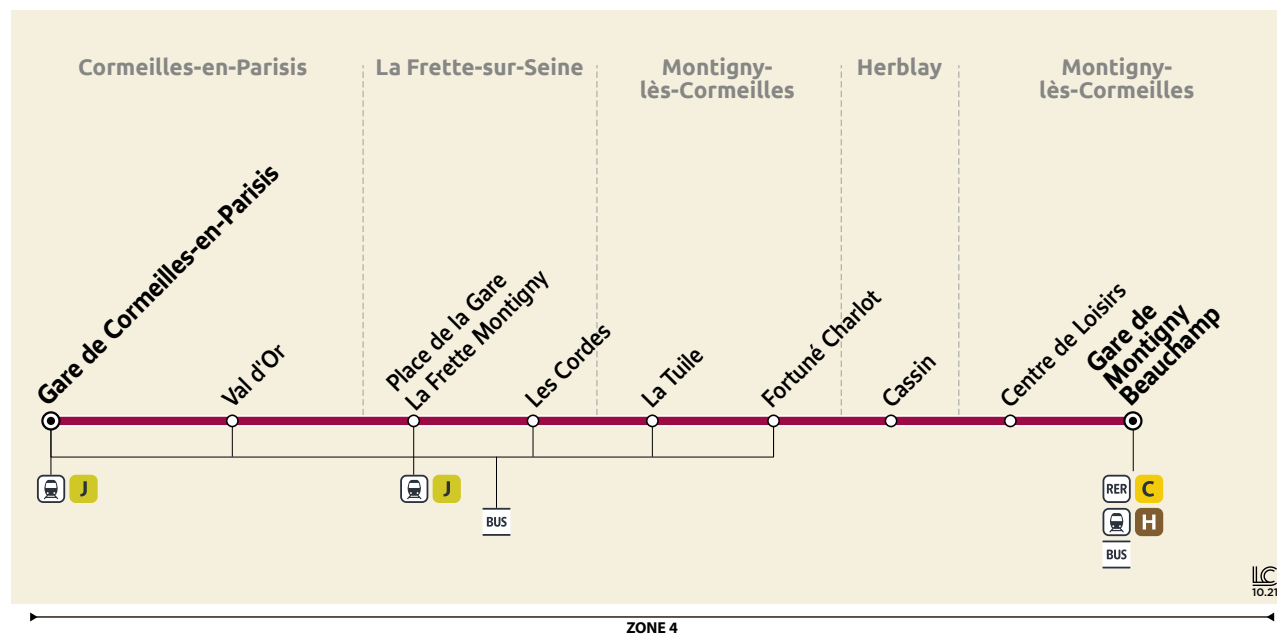 Cormeilles-en-Parisis
La Frette-sur-Seine
Montigny-
lès-Cormeilles
Herblay
Montigny-
lès-Cormeilles
Gare de Cormeilles-en-Parisis
Val d'Or
Place de la Gare
La Frette Montigny
Les Cordes
La Tuile
Fortuné Charlot
Cassin
Centre de Loisirs
Gare de
Montigny
Beauchamp
J
J
BUS
RER C
H
BUS
LC
10.21
ZONE 4